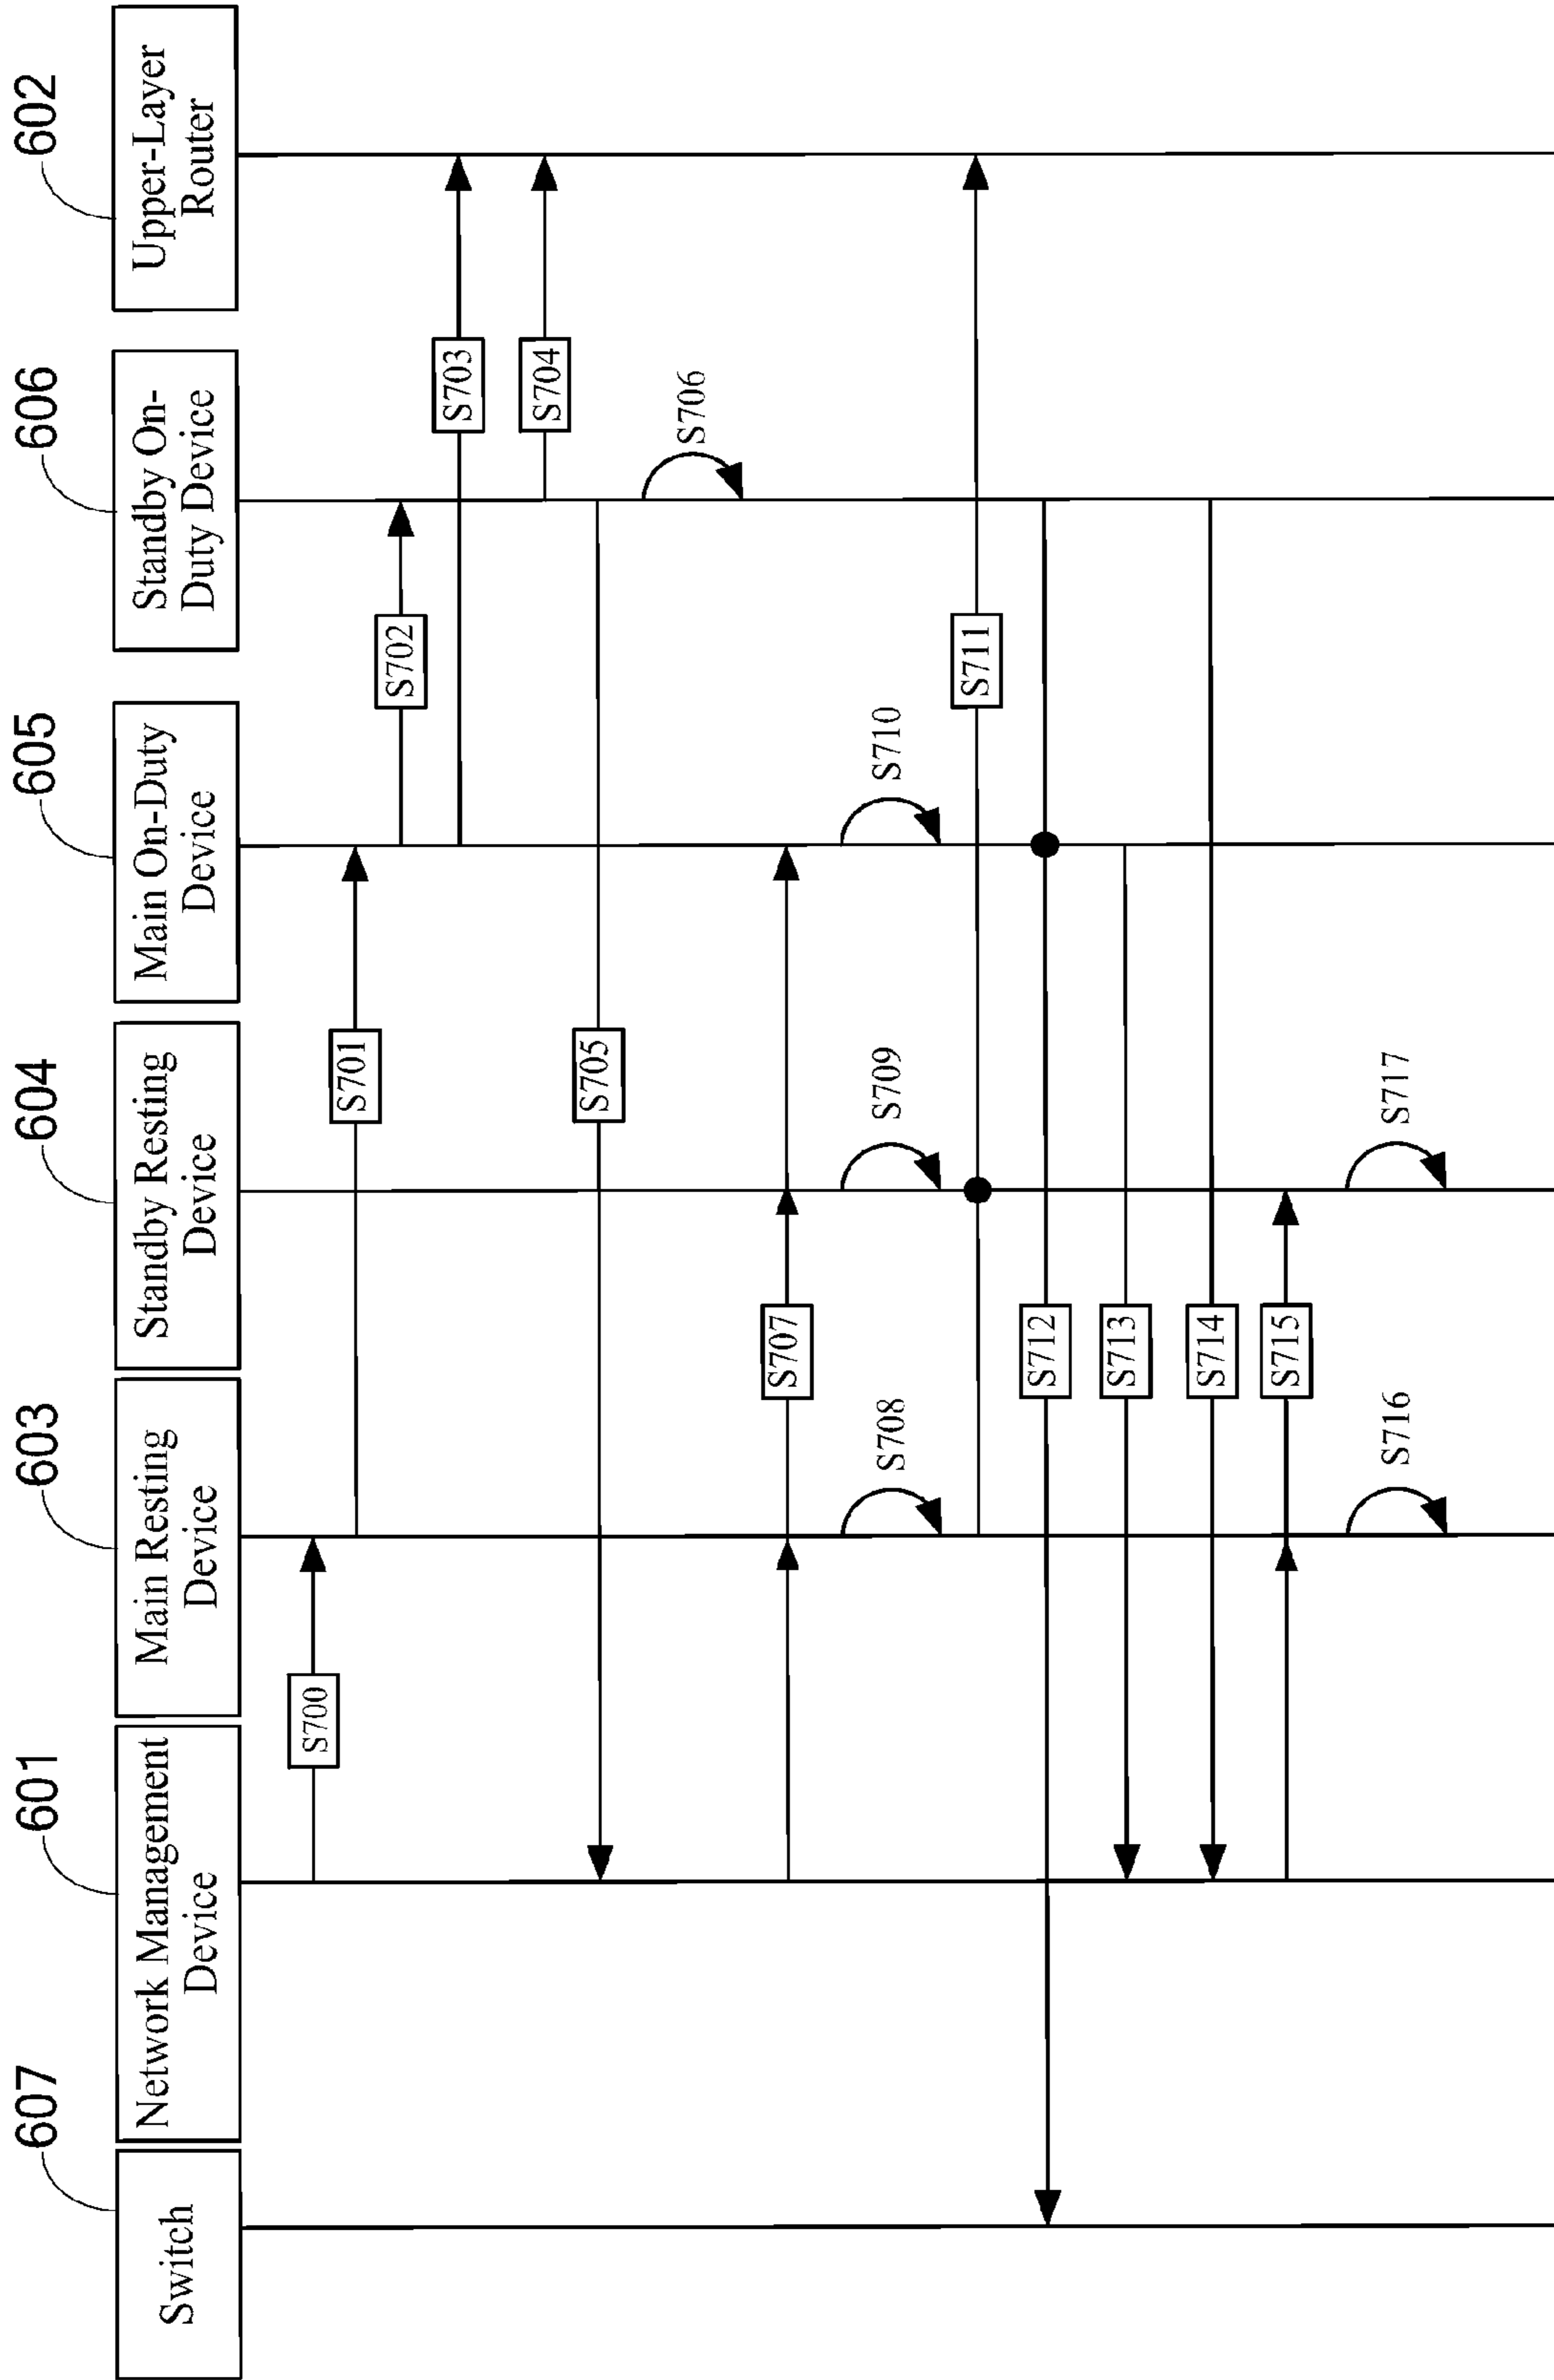 607
601
603
604
605
606
602
Switch
Network Management
Device
Main Resting
Device
Standby Resting
Device
Main On-Duty
Device
Standby On-
Duty Device
Upper-Layer
Router
S700
S701
S702
S703
S704
S705
S706
S707
S708
S709
S710
S711
S712
S713
S714
S715
S716
S717